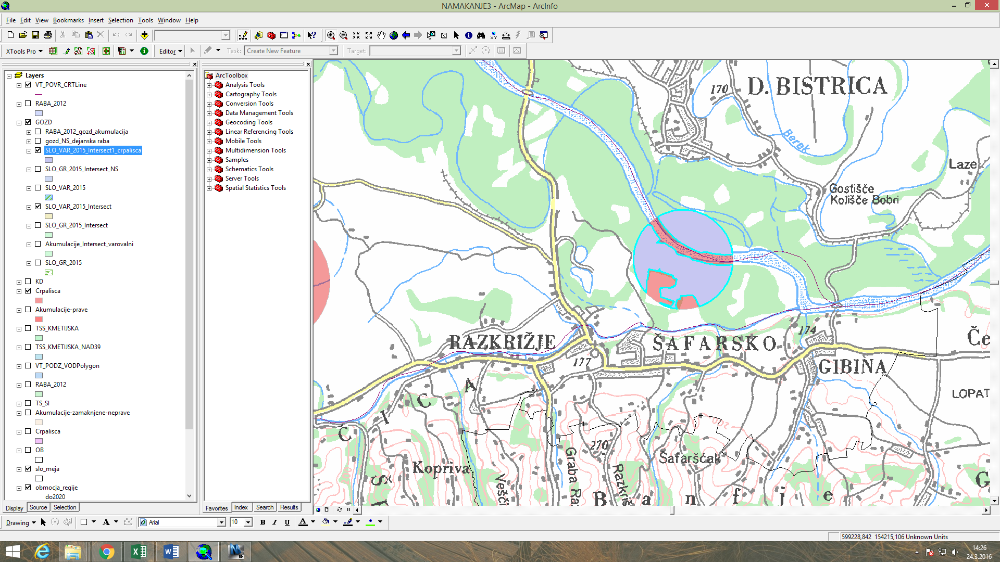 NAMAKANJE3 - ArcMap - ArcInfo
File Edit View Bookmarks Insert Selection Tools Window Help
XTools Pro Editor Task: Create New Feature Target:
Layers
VT_POVR_CRTLine
RABA_2012
GOZD
RABA_2012_gozd_akumulacija
gozd_NS_dejanska raba
SLO_VAR_2015_Intersect1_crpalisca
SLO_GR_2015_Intersect_NS
SLO_VAR_2015
SLO_VAR_2015_Intersect
SLO_GR_2015_Intersect
Akumulacije_Intersect_varovalni
SLO_GR_2015
KD
Crpalisca
Akumulacije-prave
TSS_KMETIJSKA
TSS_KMETIJSKA_NAD39
VT_PODZ_VODPolygon
RABA_2012
TS_SI
Akumulacije-zamaknjene-neprave
Crpalisca
OB
slo_meja
obmocja_regije
do2020
Display Source Selection
ArcToolbox
Analysis Tools
Cartography Tools
Conversion Tools
Data Management Tools
Geocoding Tools
Linear Referencing Tools
Mobile Tools
Multidimension Tools
Samples
Schematics Tools
Server Tools
Spatial Statistics Tools
Favorites Index Search Results
170 D. BISTRICA
Berek
Laze
Gostišče
Kolišče Bobri
174
RAZKRIŽJE ŠAFARSKO Če
177
GIBINA
LOPAT
C I C A
270
Šafarščak
Kopriva
Graba Ra
Razkriš
Vešči
G
B a n f j e
Drawing A Arial 10 B I U A
599228,842 154215,106 Unknown Units
14:26
24.3.2016